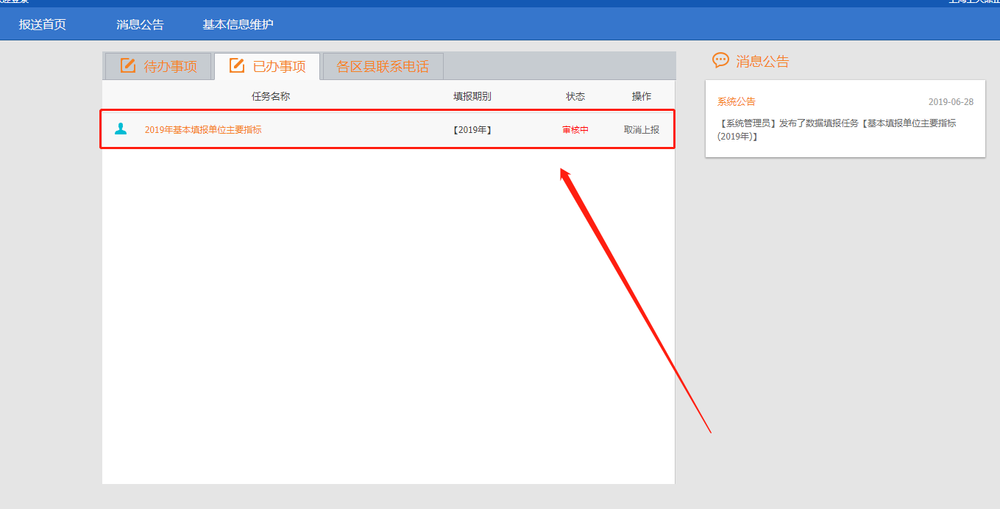 报送首页
消息公告
基本信息维护
待办事项
已办事项
各区县联系电话
任务名称
填报期别
状态
操作
2019年基本填报单位主要指标
【2019年】
审核中
取消上报
消息公告
系统公告
2019-06-28
【系统管理员】发布了数据填报任务【基本填报单位主要指标
(2019年)】